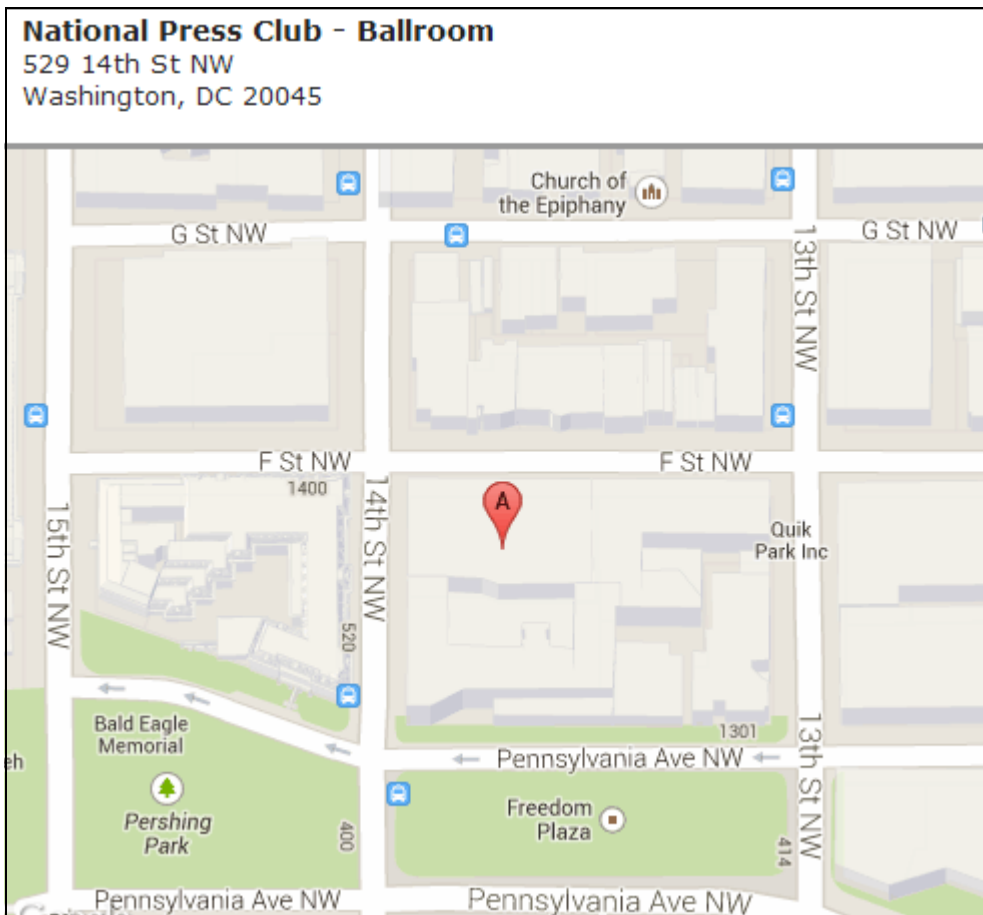 National Press Club - Ballroom
529 14th St NW
Washington, DC 20045
Church of
the Epiphany
G St NW
G St NW
13th St NW
F St NW
F St NW
1400
14th St NW
15th St NW
A
Quik
Park Inc
520
Bald Eagle
Memorial
1301
Pennsylvania Ave NW
13th St NW
eh
Pershing
Park
400
Freedom
Plaza
414
Pennsylvania Ave NW
Pennsylvania Ave NW